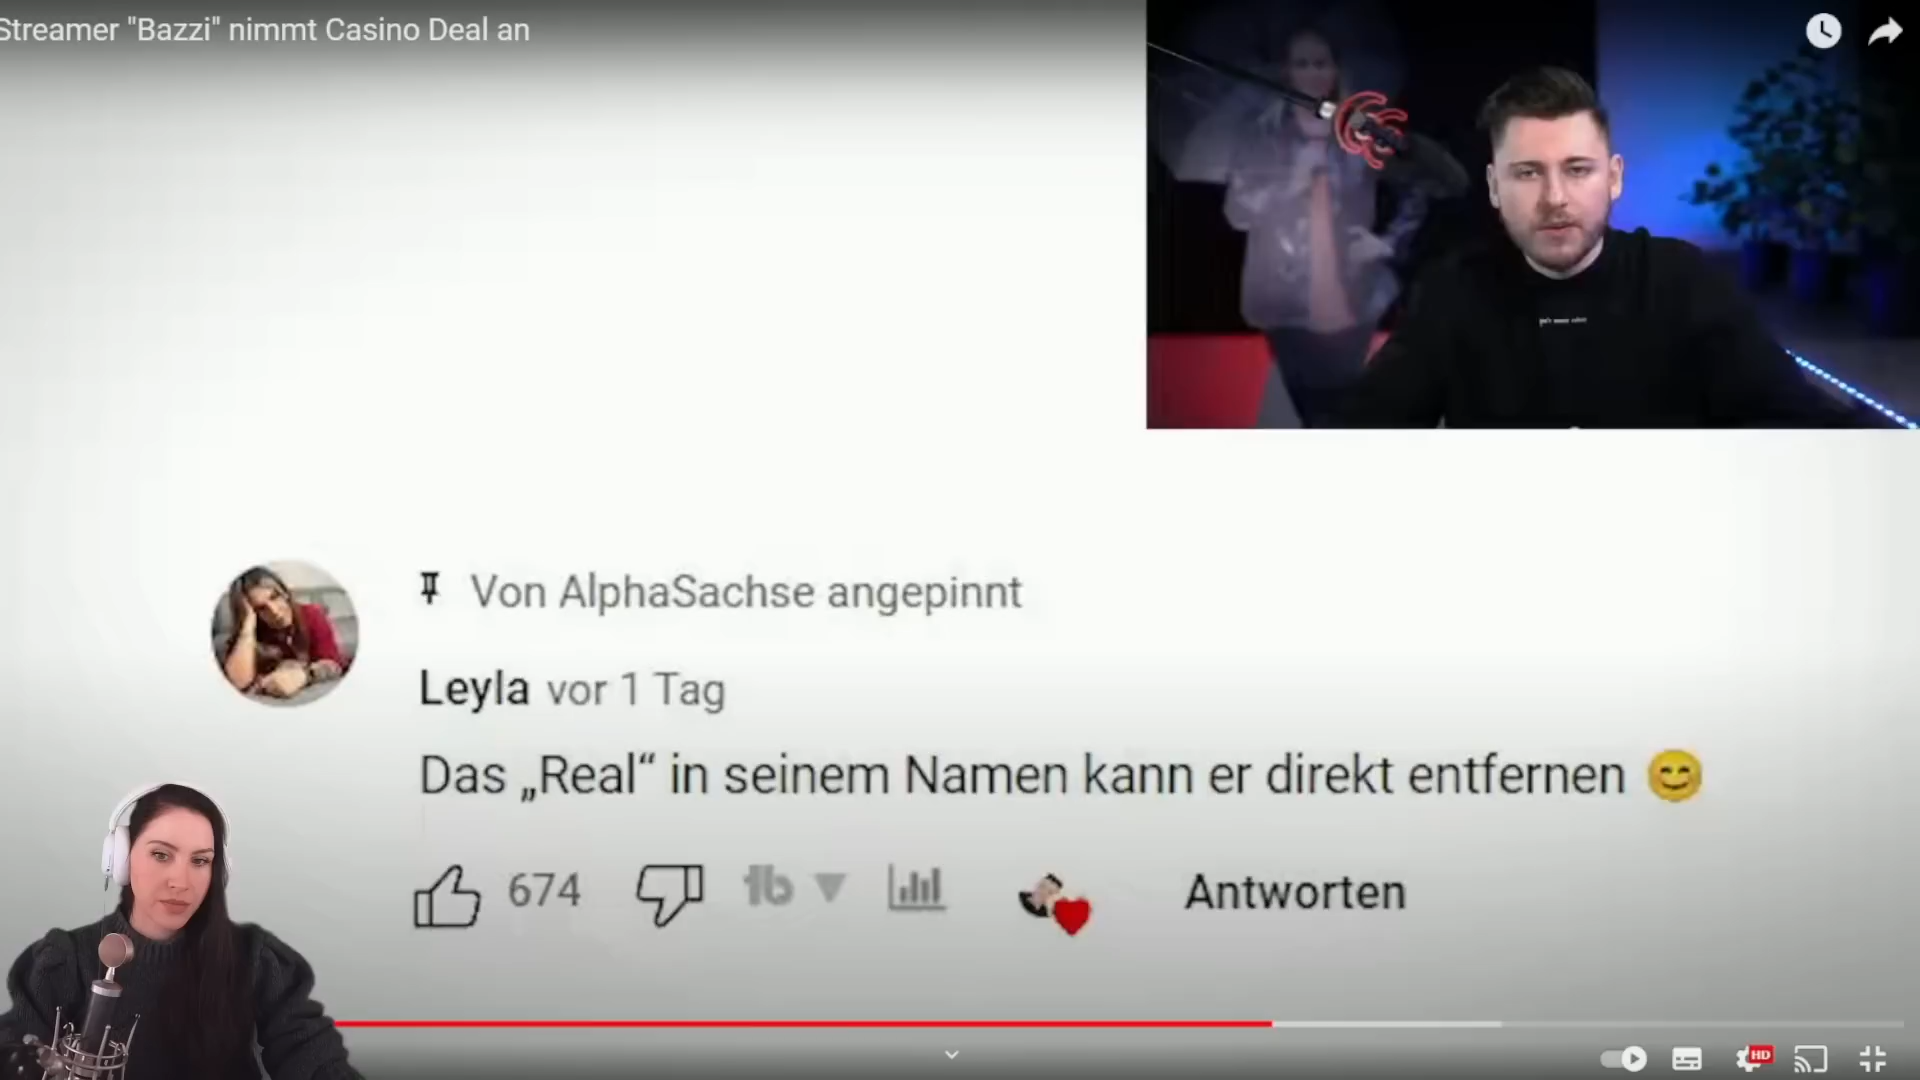 Streamer "Bazzi" nimmt Casino Deal an
Von AlphaSachse angepinnt
Leyla vor 1 Tag
Das „Real“ in seinem Namen kann er direkt entfernen 😊
674
Antworten
HD